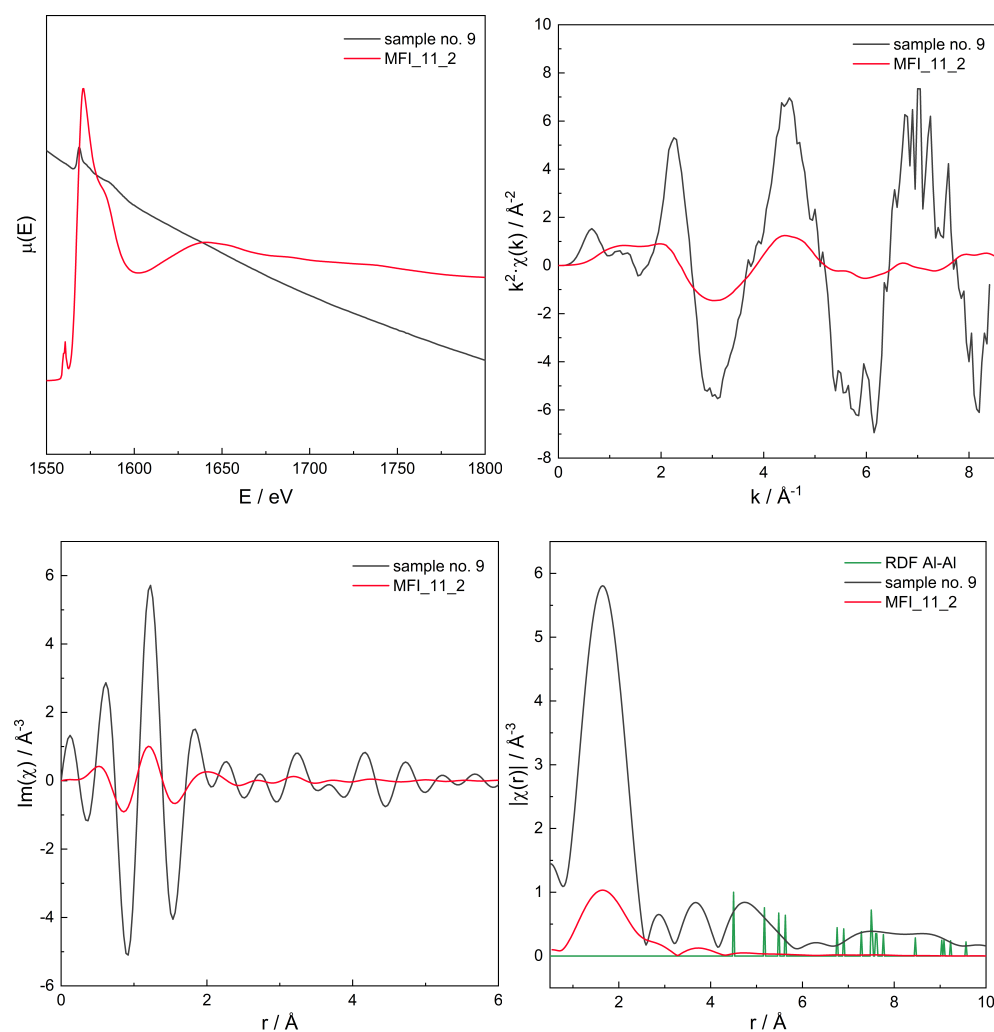 sample no. 9
MFI_11_2
μ(E)
1550 1600 1650 1700 1750 1800
E / eV
sample no. 9
MFI_11_2
10
8
6
4
2
0
-2
-4
-6
-8
k²·χ(k) / Å⁻²
0 2 4 6 8
k / Å⁻¹
sample no. 9
MFI_11_2
6
4
2
0
-2
-4
-6
Im(χ) / Å⁻³
0 2 4 6
r / Å
RDF Al-Al
sample no. 9
MFI_11_2
6
5
4
3
2
1
0
|χ(r)| / Å⁻³
2 4 6 8 10
r / Å